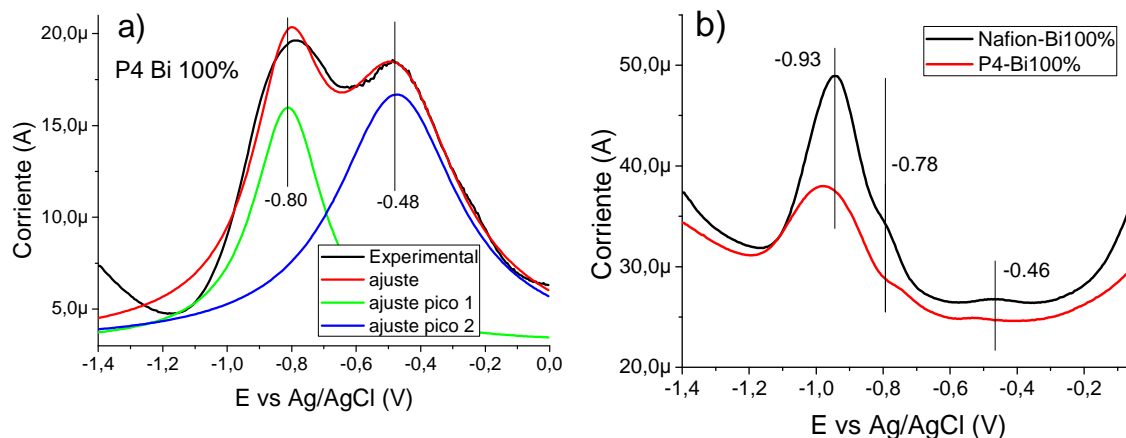 a)
P4 Bi 100%
20,0µ
15,0µ
10,0µ
5,0µ
Corriente (A)
-0.80
-0.48
Experimental
ajuste
ajuste pico 1
ajuste pico 2
-1,4
-1,2
-1,0
-0,8
-0,6
-0,4
-0,2
0,0
E vs Ag/AgCl (V)
b)
Nafion-Bi100%
P4-Bi100%
50,0µ
40,0µ
30,0µ
20,0µ
Corriente (A)
-0.93
-0.78
-0.46
-1,4
-1,2
-1,0
-0,8
-0,6
-0,4
-0,2
E vs Ag/AgCl (V)